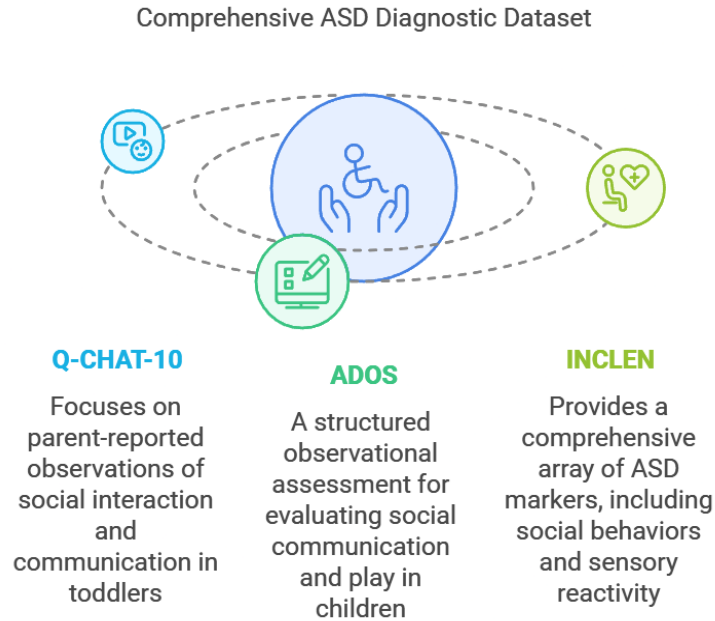 Comprehensive ASD Diagnostic Dataset
Q-CHAT-10
Focuses on
parent-reported
observations of
social interaction
and
communication in
toddlers
ADOS
A structured
observational
assessment for
evaluating social
communication
and play in
children
INCLEN
Provides a
comprehensive
array of ASD
markers, including
social behaviors
and sensory
reactivity